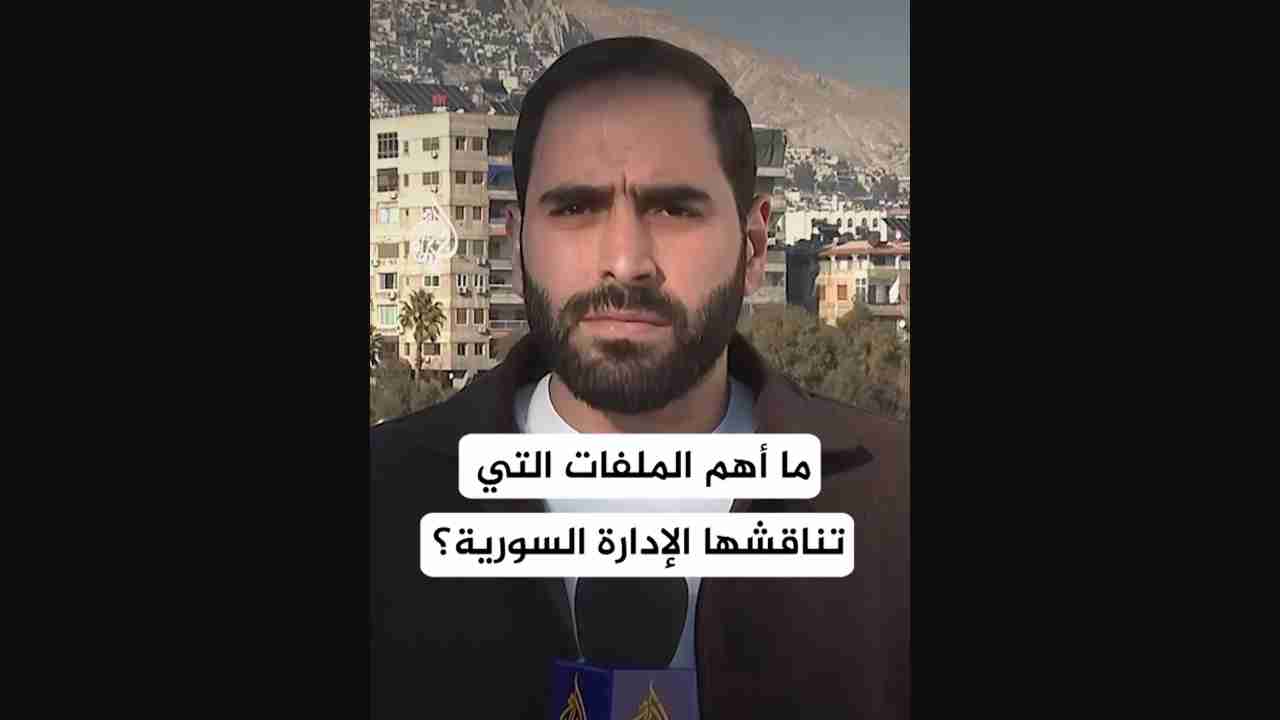 ما أهم الملفات التي
تناقشها الإدارة السورية؟